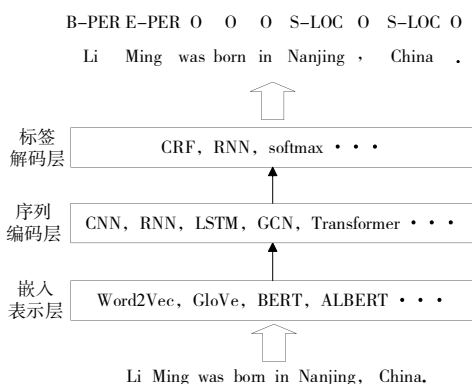 B-PER E-PER O O O S-LOC O S-LOC O
Li Ming was born in Nanjing , China .
标签
解码层
CRF, RNN, softmax ···
序列
编码层
CNN, RNN, LSTM, GCN, Transformer ···
嵌入
表示层
Word2Vec, GloVe, BERT, ALBERT ···
Li Ming was born in Nanjing, China.